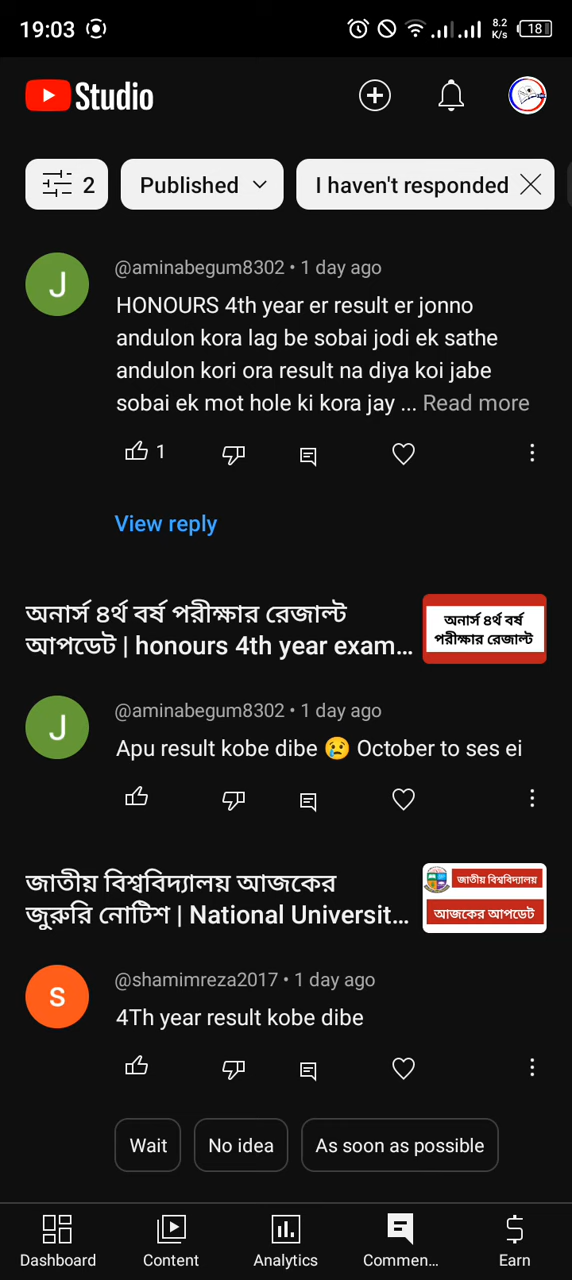 19:03
8.2
K/s
18
Studio
2
Published
I haven't responded
J
@aminabegum8302 • 1 day ago
HONOURS 4th year er result er jonno
andulon kora lag be sobai jodi ek sathe
andulon kori ora result na diya koi jabe
sobai ek mot hole ki kora jay ... Read more
1
View reply
অনার্স ৪র্থ বর্ষ পরীক্ষার রেজাল্ট
আপডেট | honours 4th year exam...
অনার্স ৪র্থ বর্ষ
পরীক্ষার রেজাল্ট
J
@aminabegum8302 • 1 day ago
Apu result kobe dibe 😢 October to ses ei
জাতীয় বিশ্ববিদ্যালয় আজকের
জুরুরি নোটিশ | National Universit...
জাতীয় বিশ্ববিদ্যালয়
আজকের আপডেট
S
@shamimreza2017 • 1 day ago
4Th year result kobe dibe
Wait
No idea
As soon as possible
Dashboard
Content
Analytics
Commen...
Earn